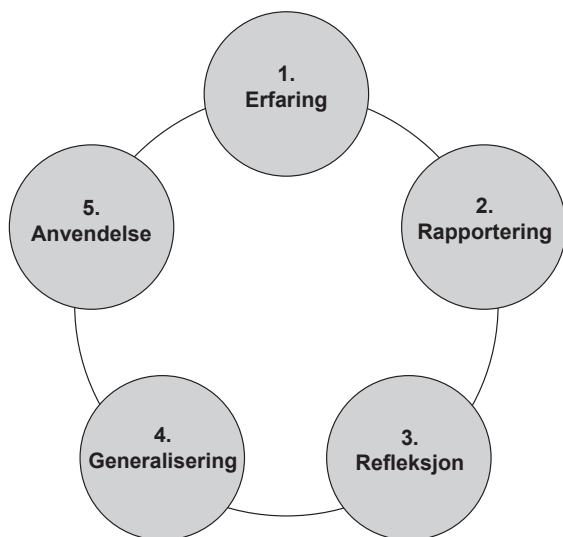 1.
Erfaring
2.
Rapportering
3.
Refleksjon
4.
Generalisering
5.
Anvendelse